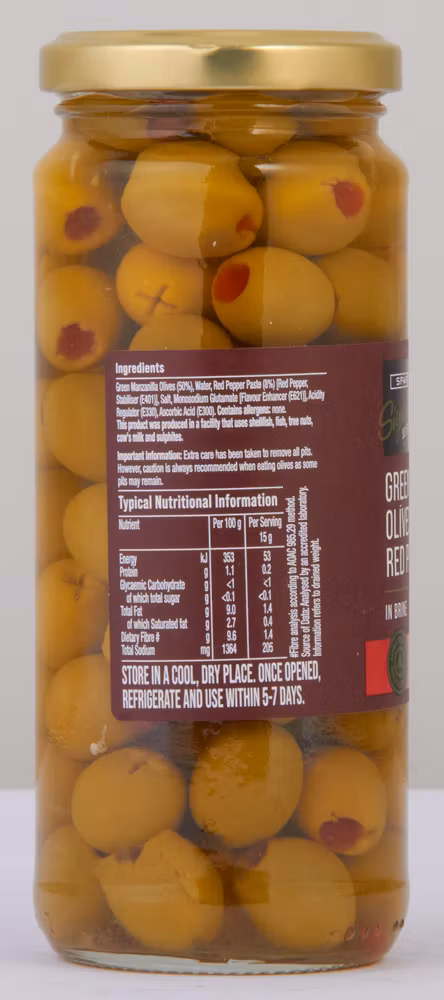 Ingredients
Green Manzanilla Olives (50%), Water, Red Pepper Paste (8%) [Red Pepper,
Stabiliser (E401)], Salt, Monosodium Glutamate [Flavour Enhancer (E621)], Acidity
Regulator (E330), Ascorbic Acid (E300). Contains allergens: none.
This product was produced in a facility that uses shellfish, fish, tree nuts,
cow's milk and sulphites.
Important Information: Extra care has been taken to remove all pits.
However, caution is always recommended when eating olives as some
pits may remain.
Typical Nutritional Information
Nutrient Per 100 g Per Serving
15 g
Energy kJ 353 53
Protein g 1.1 0.2
Glycaemic Carbohydrate g <1 <1
of which total sugar g <0.1 <0.1
Total Fat g 9.0 1.4
of which Saturated fat g 2.7 0.4
Dietary Fibre # g 9.6 1.4
Total Sodium mg 1364 205
#Fibre analysis according to AOAC 985.29 method.
Source of Data: Analysed by an accredited laboratory.
Information refers to drained weight.
STORE IN A COOL, DRY PLACE. ONCE OPENED,
REFRIGERATE AND USE WITHIN 5-7 DAYS.
SPAR
GREE
OLIVE
RED P
IN BRINE